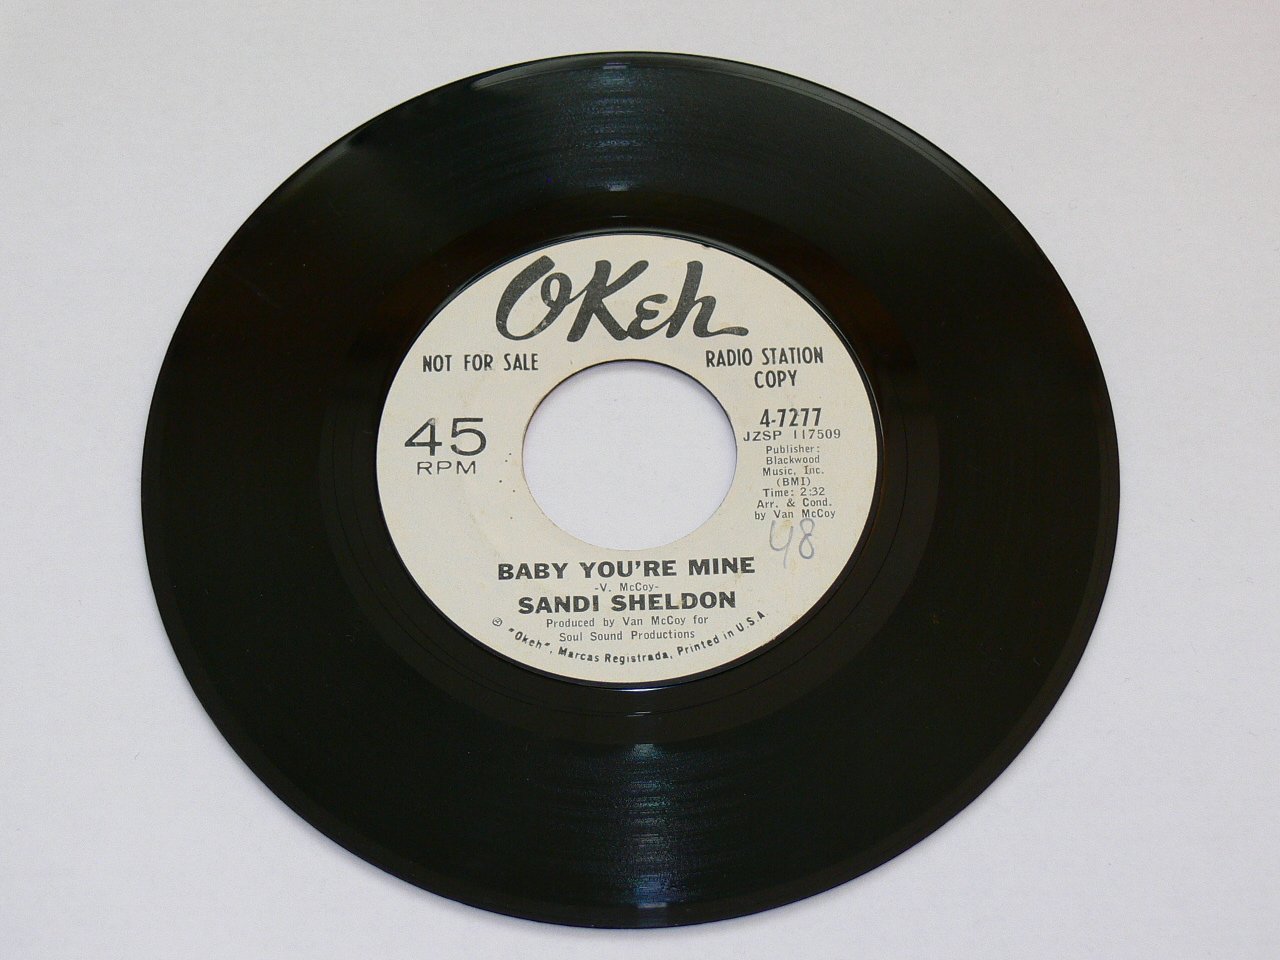 OKeh
NOT FOR SALE
RADIO STATION
COPY
45
RPM
4-7277
JZSP 117509
Publisher:
Blackwood
Music, Inc.
(BMI)
Time: 2:32
Arr. & Cond.
by Van McCoy
48
BABY YOU'RE MINE
-V. McCoy-
SANDI SHELDON
Produced by Van McCoy for
Soul Sound Productions
℗ "Okeh", Marcas Registrada, Printed in U.S.A